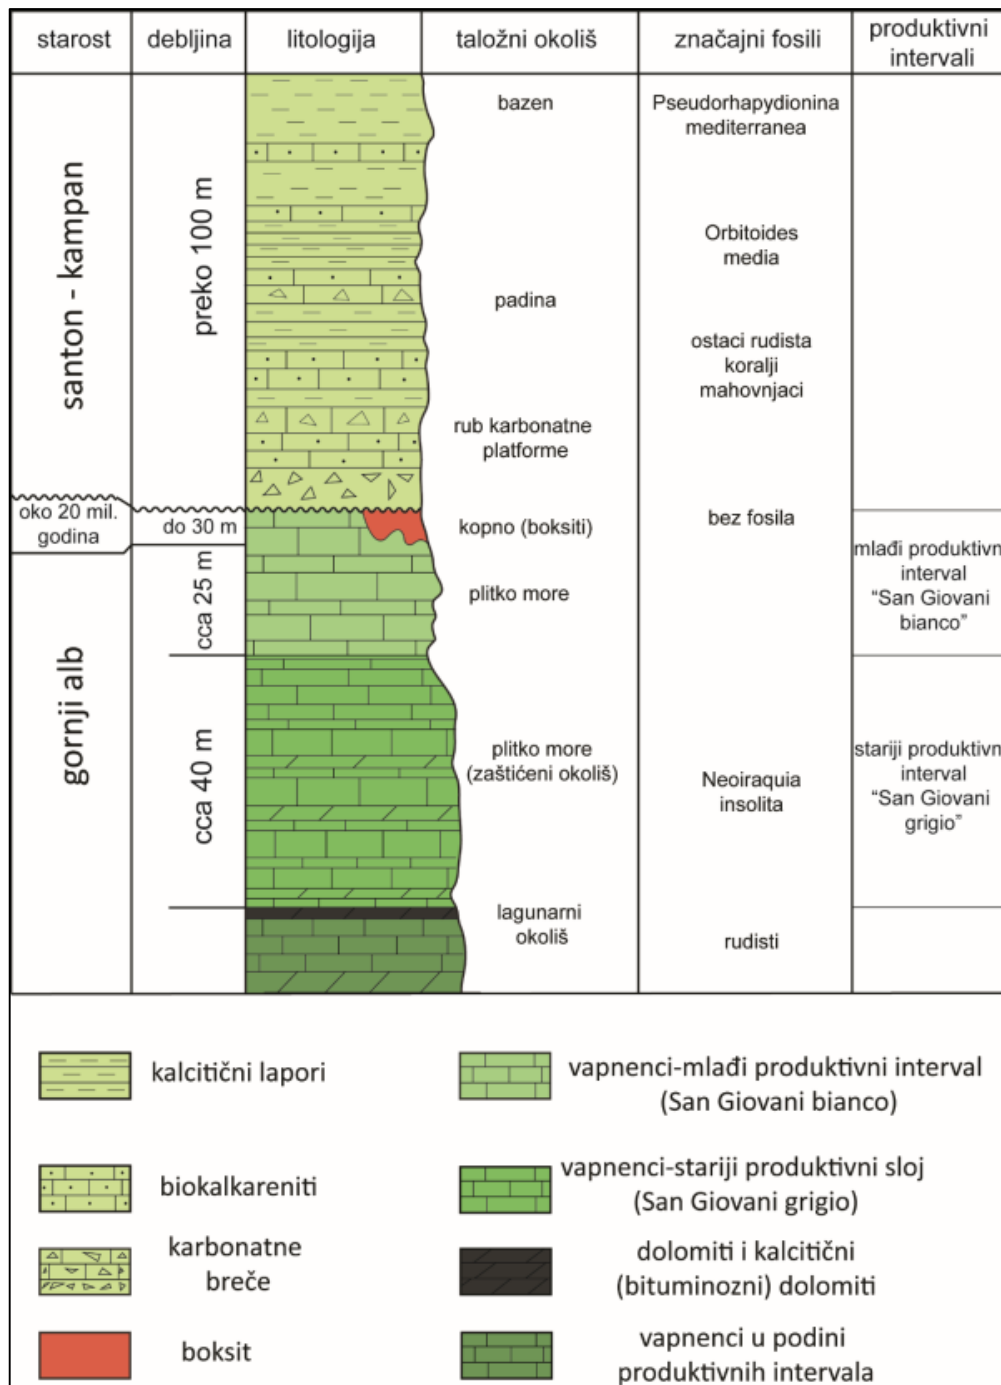 starost
debljina
litologija
taložni okoliš
značajni fosili
produktivni
intervali
santon - kampan
preko 100 m
bazen
Pseudorhapydionina
mediterranea
Orbitoides
media
padina
ostaci rudista
koralji
mahovnjaci
rub karbonatne
platforme
oko 20 mil.
godina
do 30 m
kopno (boksiti)
bez fosila
gornji alb
cca 25 m
plitko more
mlađi produktivn
interval
“San Giovani
bianco”
cca 40 m
plitko more
(zaštićeni okoliš)
Neoiraquia
insolita
stariji produktivn
interval
“San Giovani
grigio”
lagunarni
okoliš
rudisti
kalcitični lapori
vapnenci-mlađi produktivni interval
(San Giovani bianco)
biokalkareniti
vapnenci-stariji produktivni sloj
(San Giovani grigio)
karbonatne
breče
dolomiti i kalcitični
(bituminozni) dolomiti
boksit
vapnenci u podini
produktivnih intervala